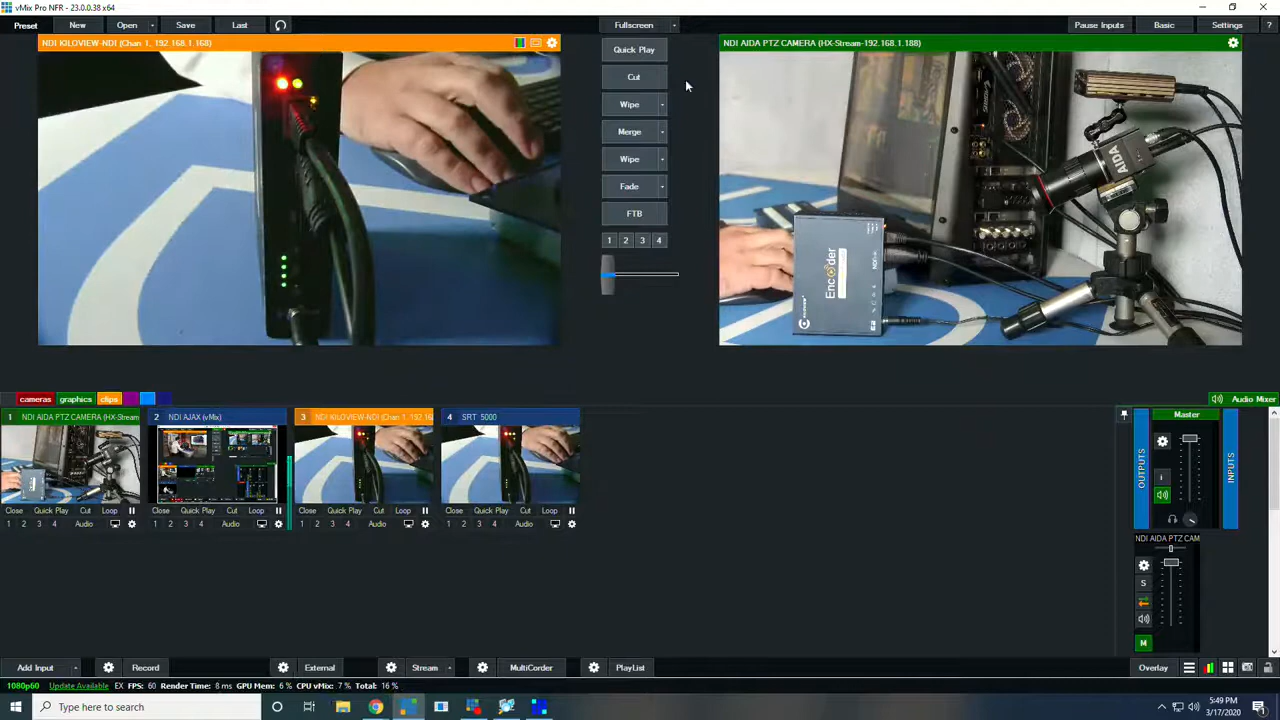 vMix Pro NFR - 23.0.0.38 x64
Preset New Open Save Last Fullscreen Pause Inputs Basic Settings ?
NDI KILOVIEW-NDI (Chan 1, 192.168.1.168)
NDI AIDA PTZ CAMERA (HX-Stream-192.168.1.188)
Quick Play
Cut
Wipe
Merge
Wipe
Fade
FTB
1 2 3 4
AIDA
Encoder
cameras graphics clips
Audio Mixer
1 NDI AIDA PTZ CAMERA (HX-Stream
2 NDI AJAX (vMix)
3 NDI KILOVIEW-NDI (Chan 1, 192.162
4 SRT 5000
Close Quick Play Cut Loop
1 2 3 4 Audio
Close Quick Play Cut Loop
1 2 3 4 Audio
Close Quick Play Cut Loop
1 2 3 4 Audio
Close Quick Play Cut Loop
1 2 3 4 Audio
Master
OUTPUTS
INPUTS
NDI AIDA PTZ CAM
S
M
Add Input Record External Stream MultiCorder PlayList Overlay
1080p60 Update Available EX FPS: 60 Render Time: 8 ms GPU Mem: 6 % CPU vMix: 7 % Total: 16 %
Type here to search
5:49 PM
3/17/2020